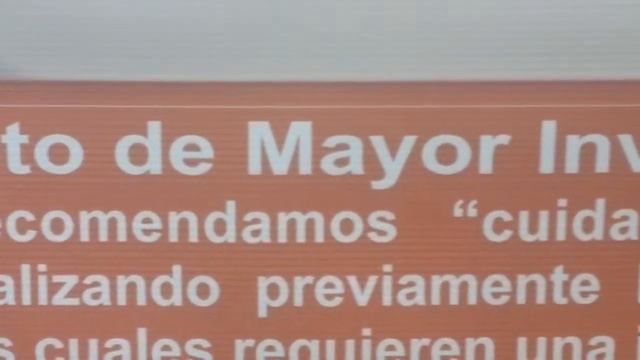 to de Mayor Inv
ecomendamos “cuida
alizando previamente
s cuales requieren una